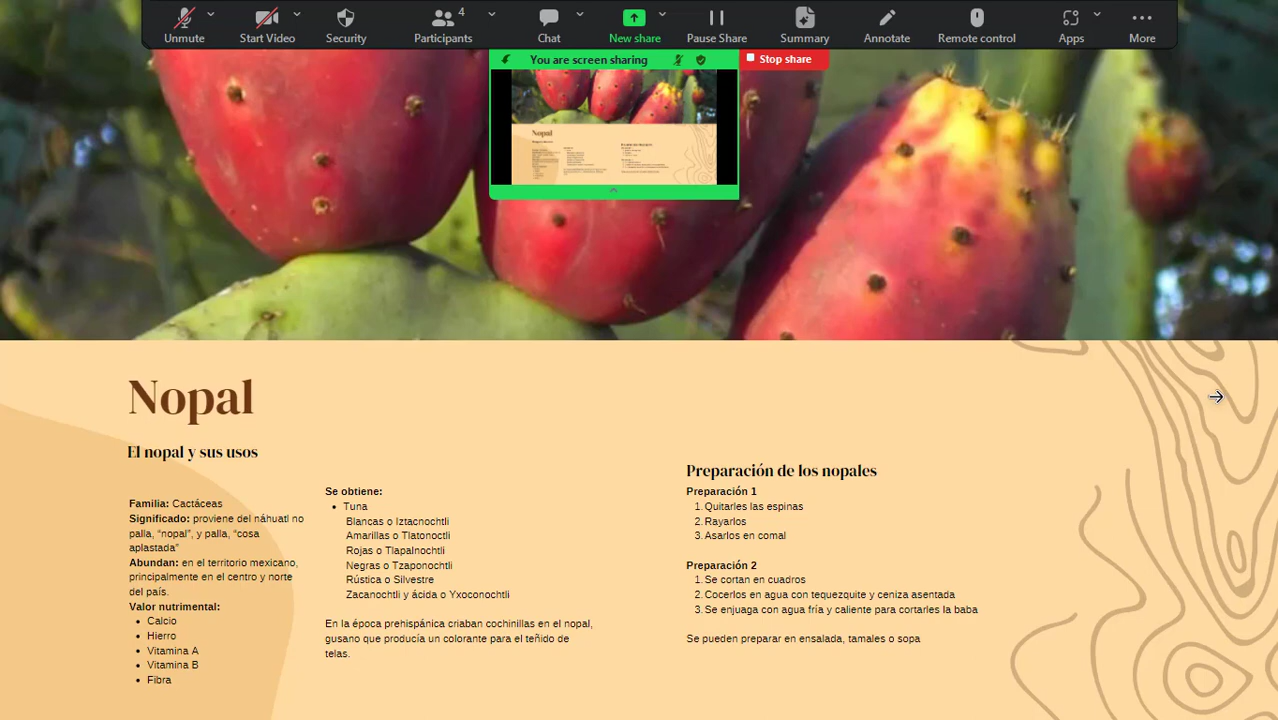 Unmute
Start Video
Security
4
Participants
Chat
New share
Pause Share
Summary
Annotate
Remote control
Apps
More
You are screen sharing
Stop share
Nopal
El nopal y sus usos
Familia: Cactáceas
Significado: proviene del náhuatl no
palla, “nopal”, y palla, “cosa
aplastada”
Abundan: en el territorio mexicano,
principalmente en el centro y norte
del país.
Valor nutrimental:
• Calcio
• Hierro
• Vitamina A
• Vitamina B
• Fibra
Se obtiene:
• Tuna
Blancas o Iztacnochtli
Amarillas o Tlatonoctli
Rojas o Tlapalnochtli
Negras o Tzaponochtli
Rústica o Silvestre
Zacanochtli y ácida o Yxoconochtli
En la época prehispánica criaban cochinillas en el nopal,
gusano que producía un colorante para el teñido de
telas.
Preparación de los nopales
Preparación 1
1. Quitarles las espinas
2. Rayarlos
3. Asarlos en comal
Preparación 2
1. Se cortan en cuadros
2. Cocerlos en agua con tequezquite y ceniza asentada
3. Se enjuaga con agua fría y caliente para cortarles la baba
Se pueden preparar en ensalada, tamales o sopa